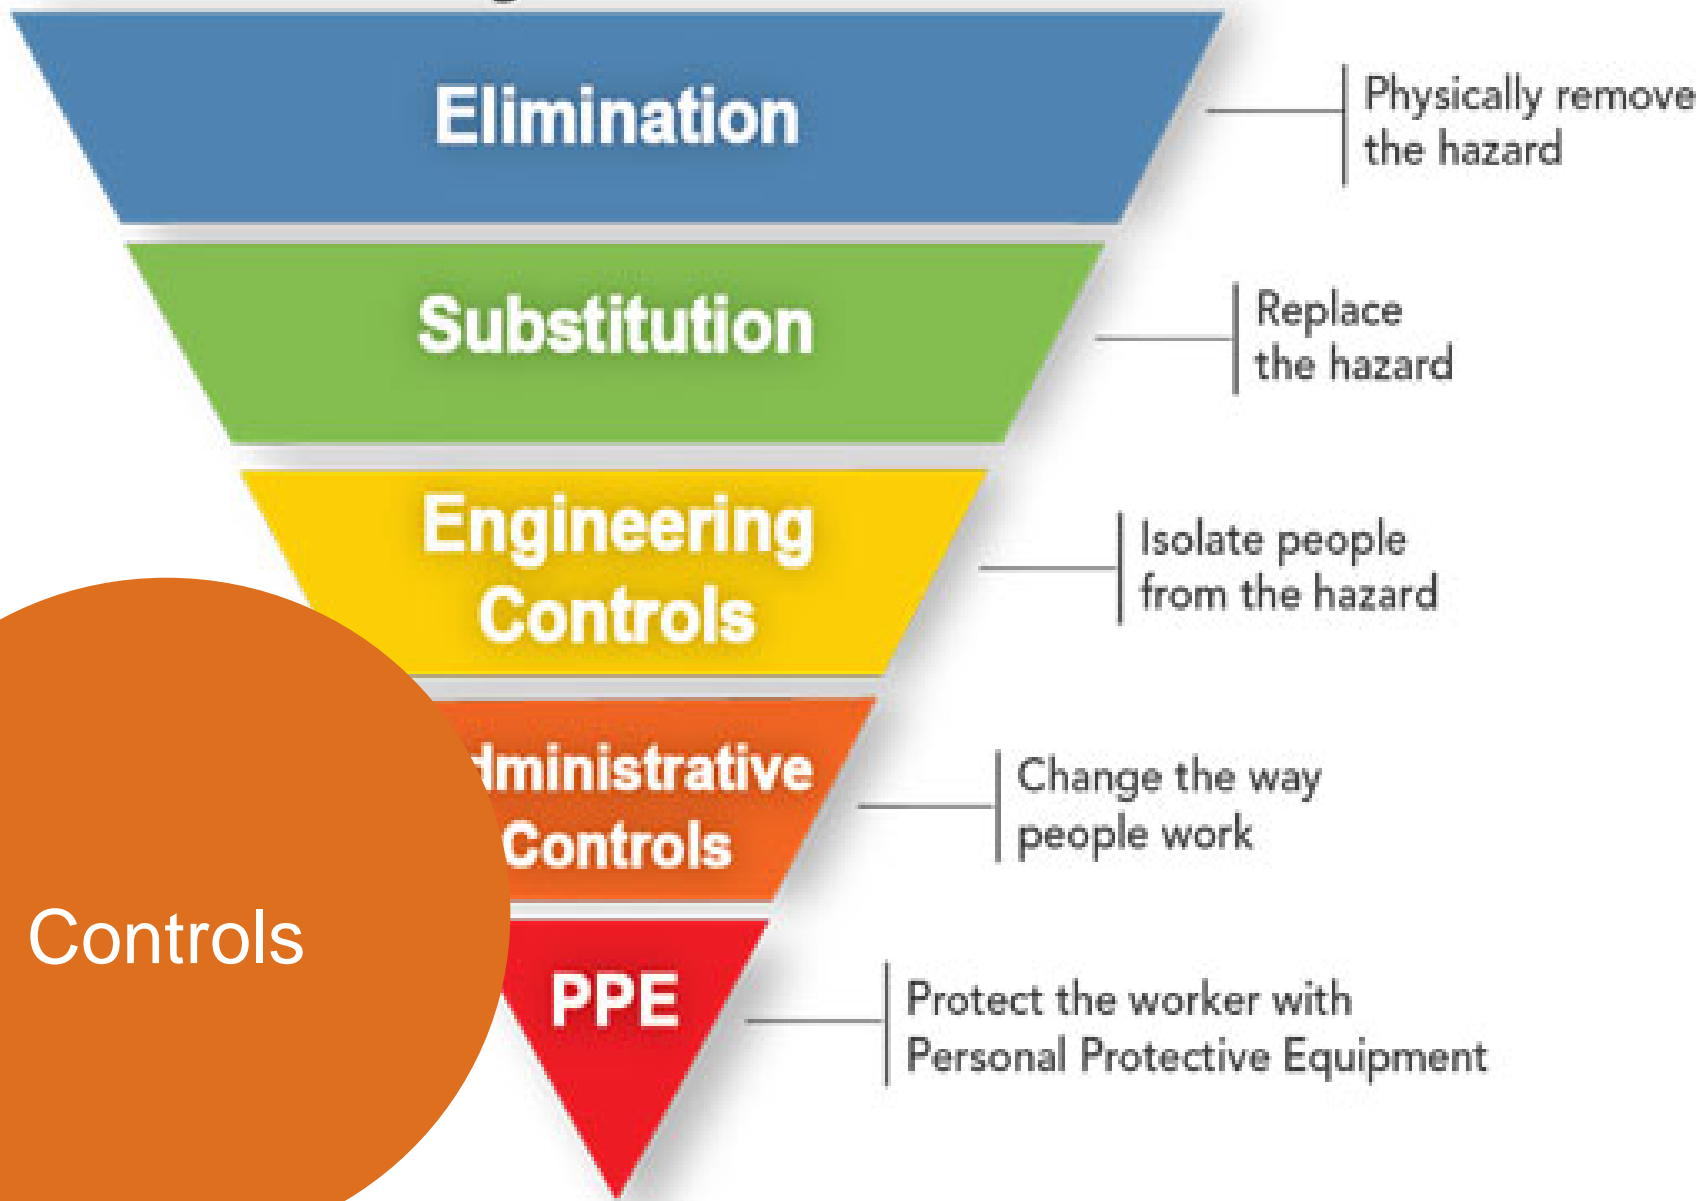 Elimination
Physically remove
the hazard
Substitution
Replace
the hazard
Engineering
Controls
Isolate people
from the hazard
dministrative
Controls
Change the way
people work
Controls
PPE
Protect the worker with
Personal Protective Equipment